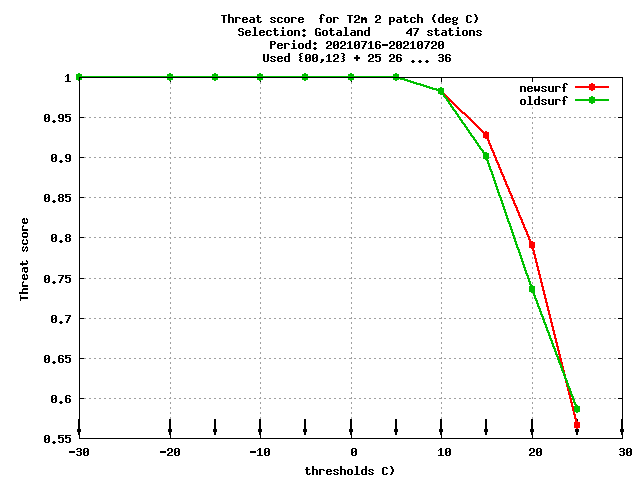 Threat score  for T2m 2 patch (deg C)
Selection: Gotaland     47 stations
Period: 20210716-20210720
Used {00,12} + 25 26 ... 36
newsurf
oldsurf
1
0.95
0.9
0.85
0.8
0.75
0.7
0.65
0.6
0.55
Threat score
-30
-20
-10
0
10
20
30
thresholds C)